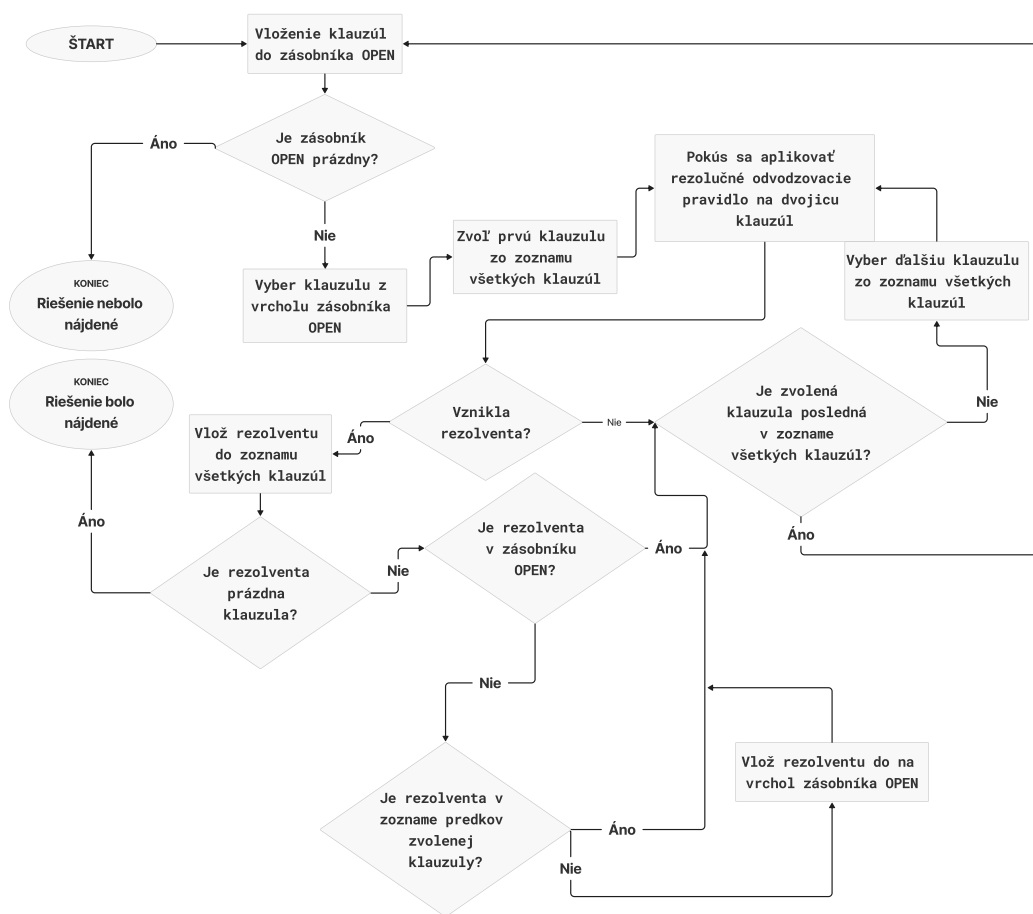 ŠTART
Vloženie klauzúl
do zásobníka OPEN
Je zásobník
OPEN prázdny?
Áno
Nie
KONIEC
Riešenie nebolo
nájdené
Vyber klauzulu z
vrcholu zásobníka
OPEN
Zvoľ prvú klauzulu
zo zoznamu
všetkých klauzúl
Pokús sa aplikovať
rezolučné odvodzovacie
pravidlo na dvojicu
klauzúl
Vyber ďalšiu klauzulu
zo zoznamu všetkých
klauzúl
KONIEC
Riešenie bolo
nájdené
Vznikla
rezolventa?
Áno
Nie
Je zvolená
klauzula posledná
v zozname
všetkých klauzúl?
Nie
Áno
Vlož rezolventu
do zoznamu
všetkých klauzúl
Je rezolventa
prázdna
klauzula?
Áno
Nie
Je rezolventa
v zásobníku
OPEN?
Áno
Nie
Je rezolventa v
zozname predkov
zvolenej
klauzuly?
Áno
Nie
Vlož rezolventu do na
vrchol zásobníka OPEN